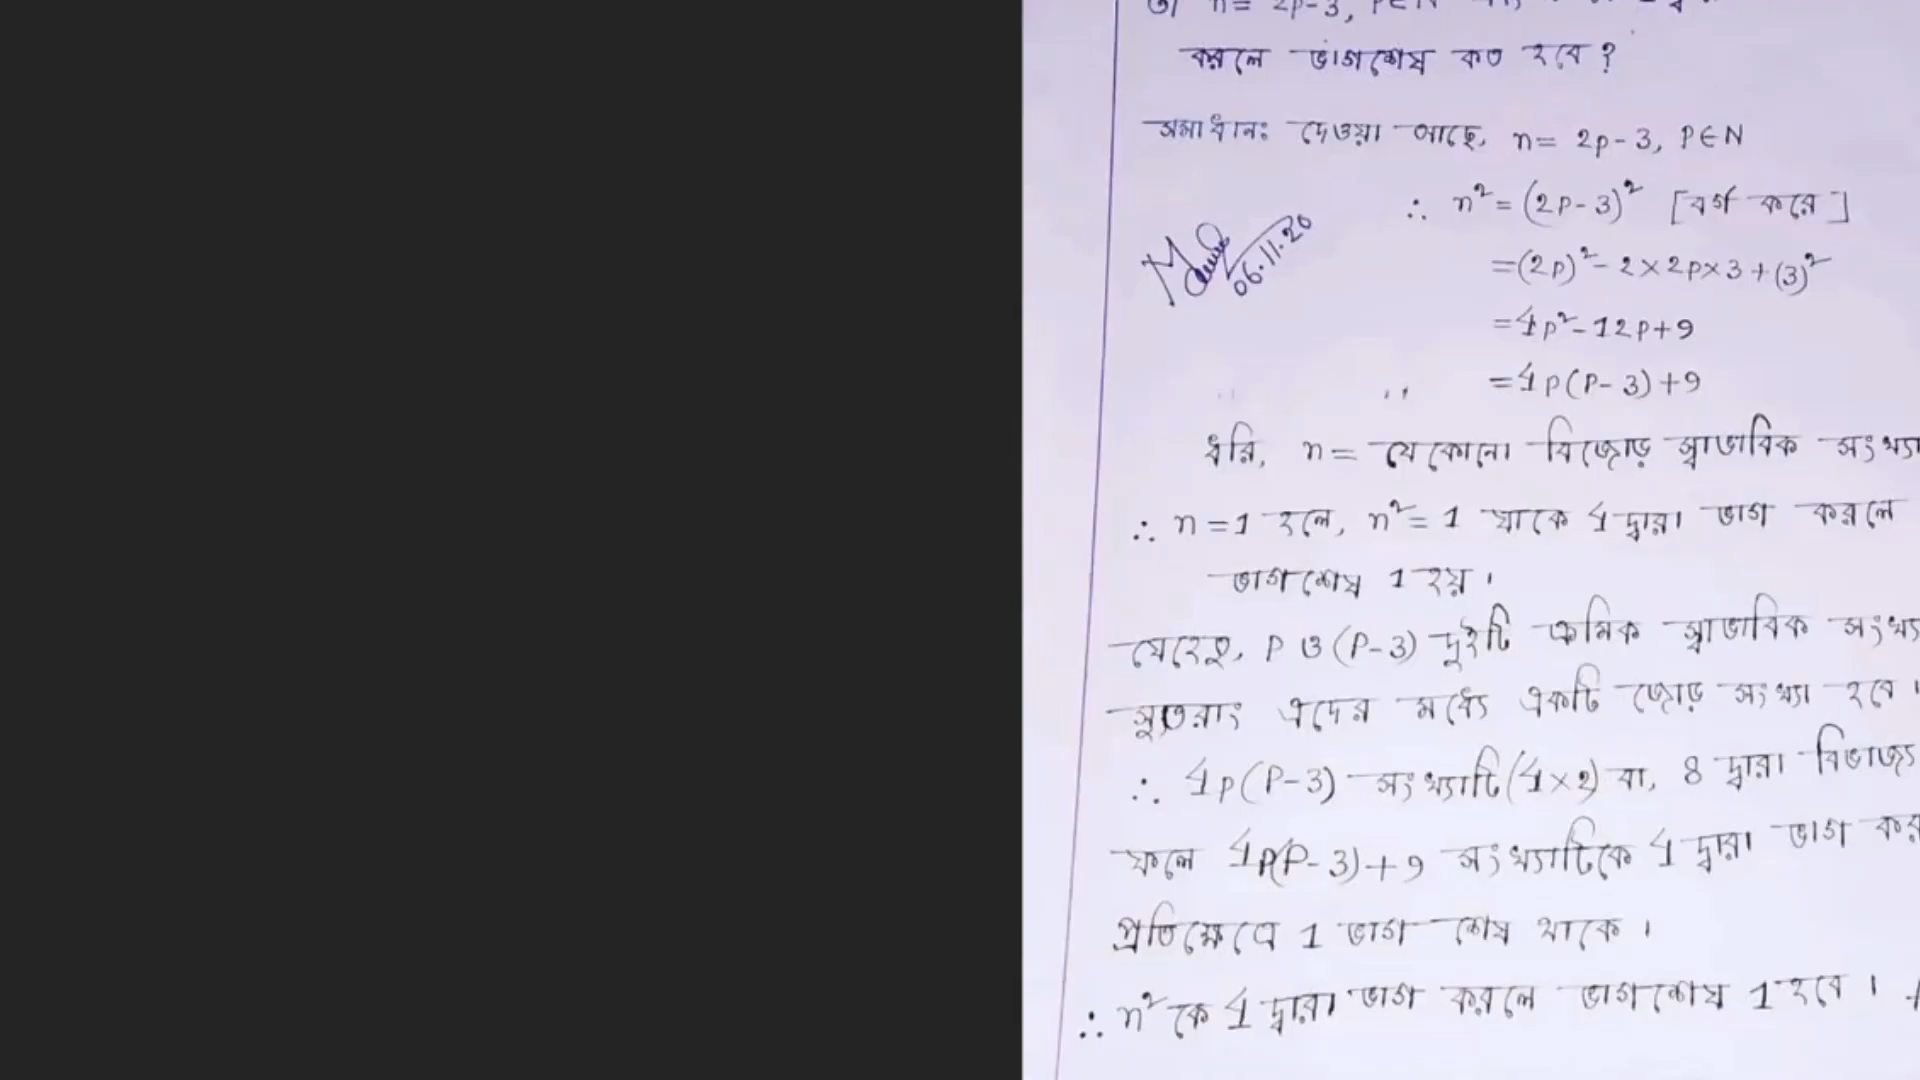 ৩) n = 2p-3, P∈N
করলে ভাগশেষ কত হবে?
সমাধান: দেওয়া আছে, n = 2p-3, P∈N
∴ n² = (2P-3)² [বর্গ করে]
=(2p)² - 2×2p×3+(3)²
06.11.20
=4p²-12p+9
=4p(P-3)+9
ধরি, n = যেকোনো বিজোড় স্বাভাবিক সংখ্যা
∴ n=1 হলে, n²=1 যাকে 4 দ্বারা ভাগ করলে
ভাগশেষ 1 হয়।
যেহেতু, P ও (P-3) দুইটি ক্রমিক স্বাভাবিক সংখ্যা
সুতরাং এদের মধ্যে একটি জোড় সংখ্যা হবে।
∴ 4p(P-3) সংখ্যাটি (4×2) বা, 8 দ্বারা বিভাজ্য
ফলে 4p(P-3)+9 সংখ্যাটিকে 4 দ্বারা ভাগ কর
প্রতিক্ষেত্রে 1 ভাগ শেষ থাকে।
∴ n² কে 4 দ্বারা ভাগ করলে ভাগশেষ 1 হবে।